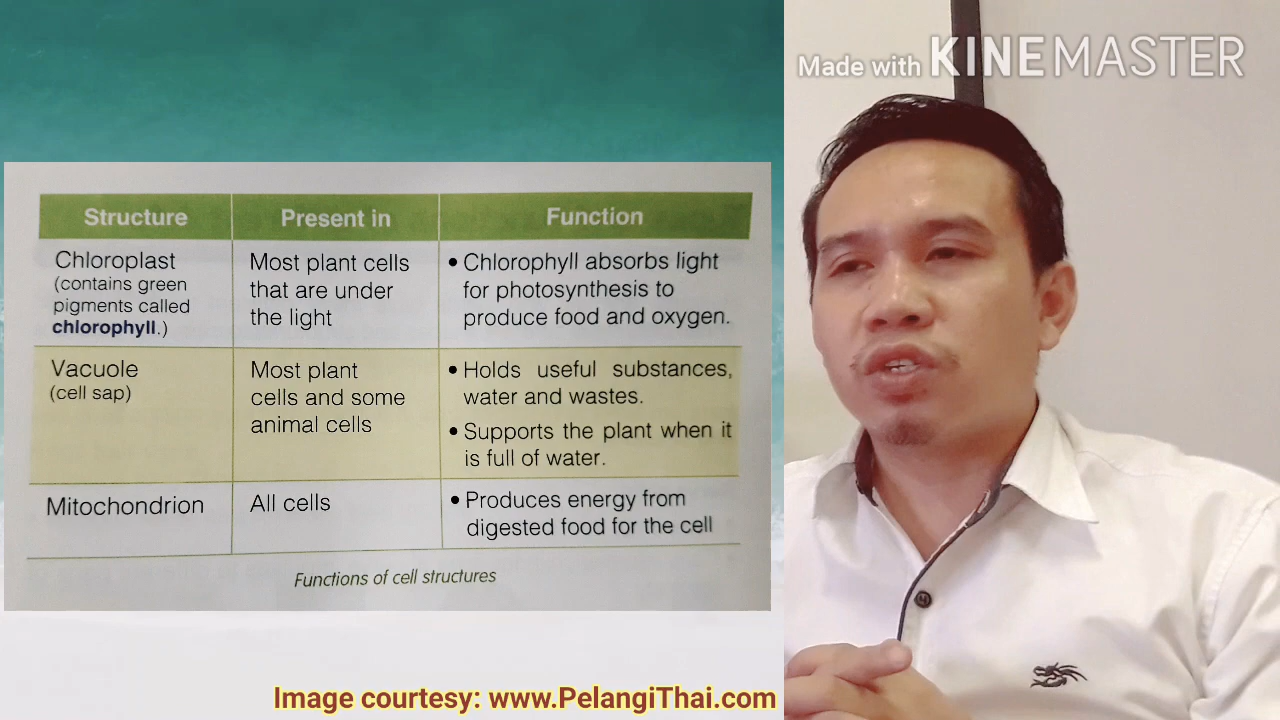 Made with KINEMASTER
Structure
Present in
Function
Chloroplast
(contains green
pigments called
chlorophyll.)
Most plant cells
that are under
the light
• Chlorophyll absorbs light
for photosynthesis to
produce food and oxygen.
Vacuole
(cell sap)
Most plant
cells and some
animal cells
• Holds useful substances,
water and wastes.
• Supports the plant when it
is full of water.
Mitochondrion
All cells
• Produces energy from
digested food for the cell
Functions of cell structures
Image courtesy: www.PelangiThai.com